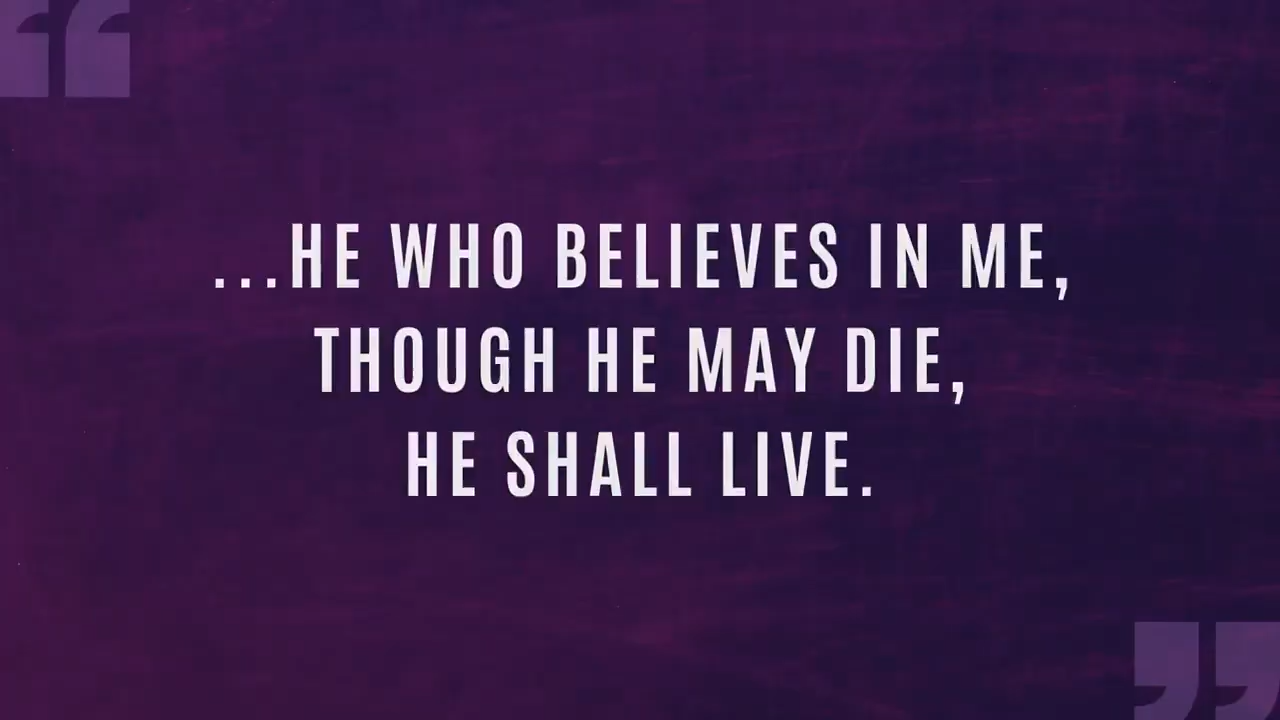 ...HE WHO BELIEVES IN ME,
THOUGH HE MAY DIE,
HE SHALL LIVE.